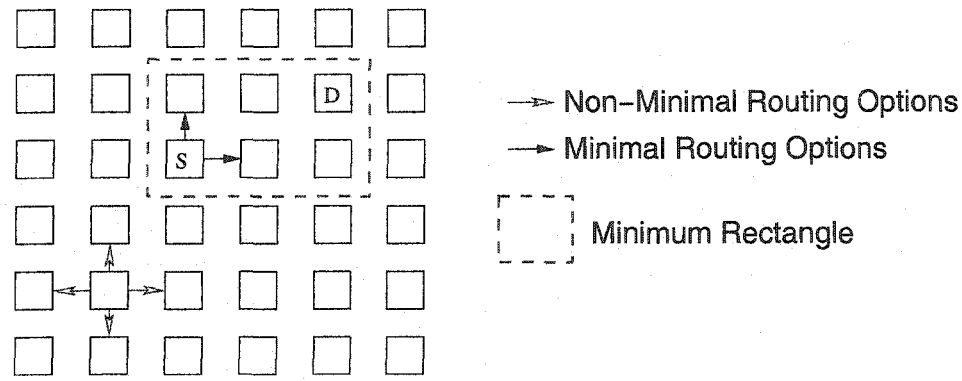 D
Non-Minimal Routing Options
S
Minimal Routing Options
Minimum Rectangle